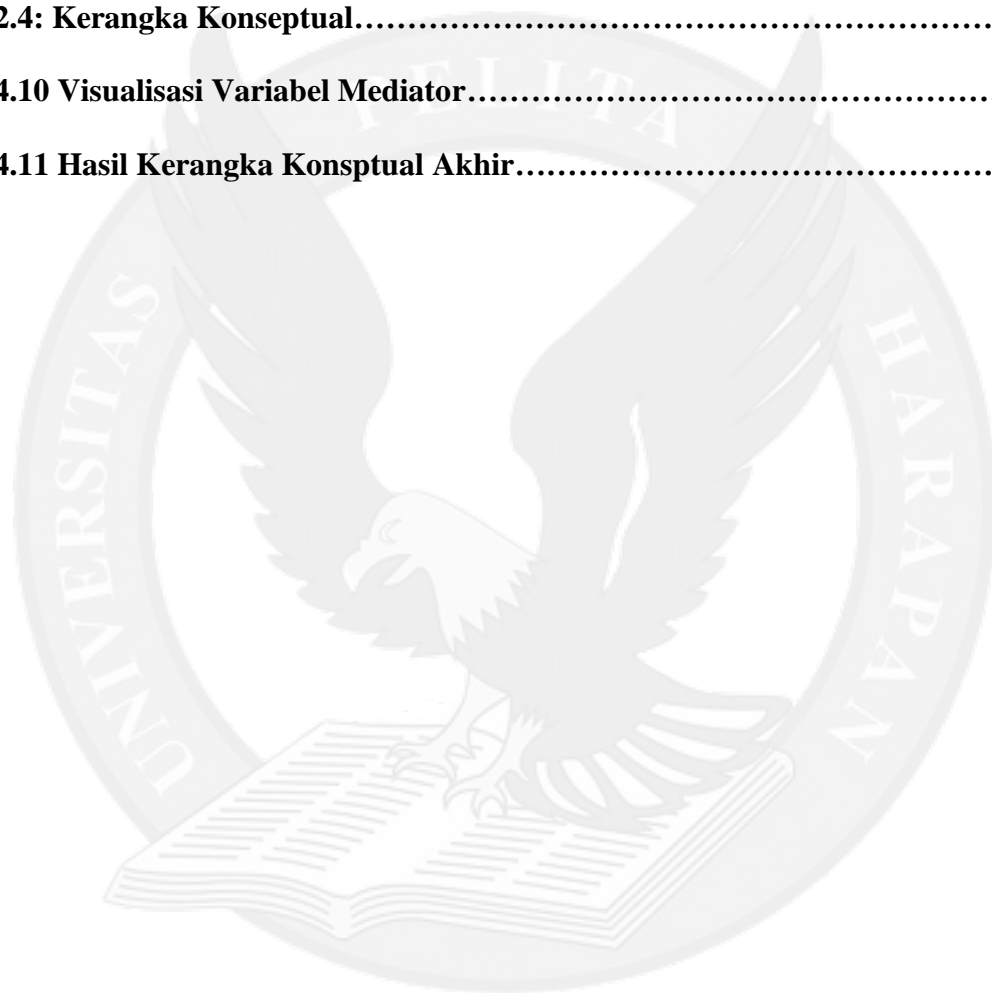 2.4: Kerangka Konseptual……………………………………………………
4.10 Visualisasi Variabel Mediator…………………………………………
4.11 Hasil Kerangka Konsptual Akhir……………………………………
UNIVERSITAS PELITA HARAPAN